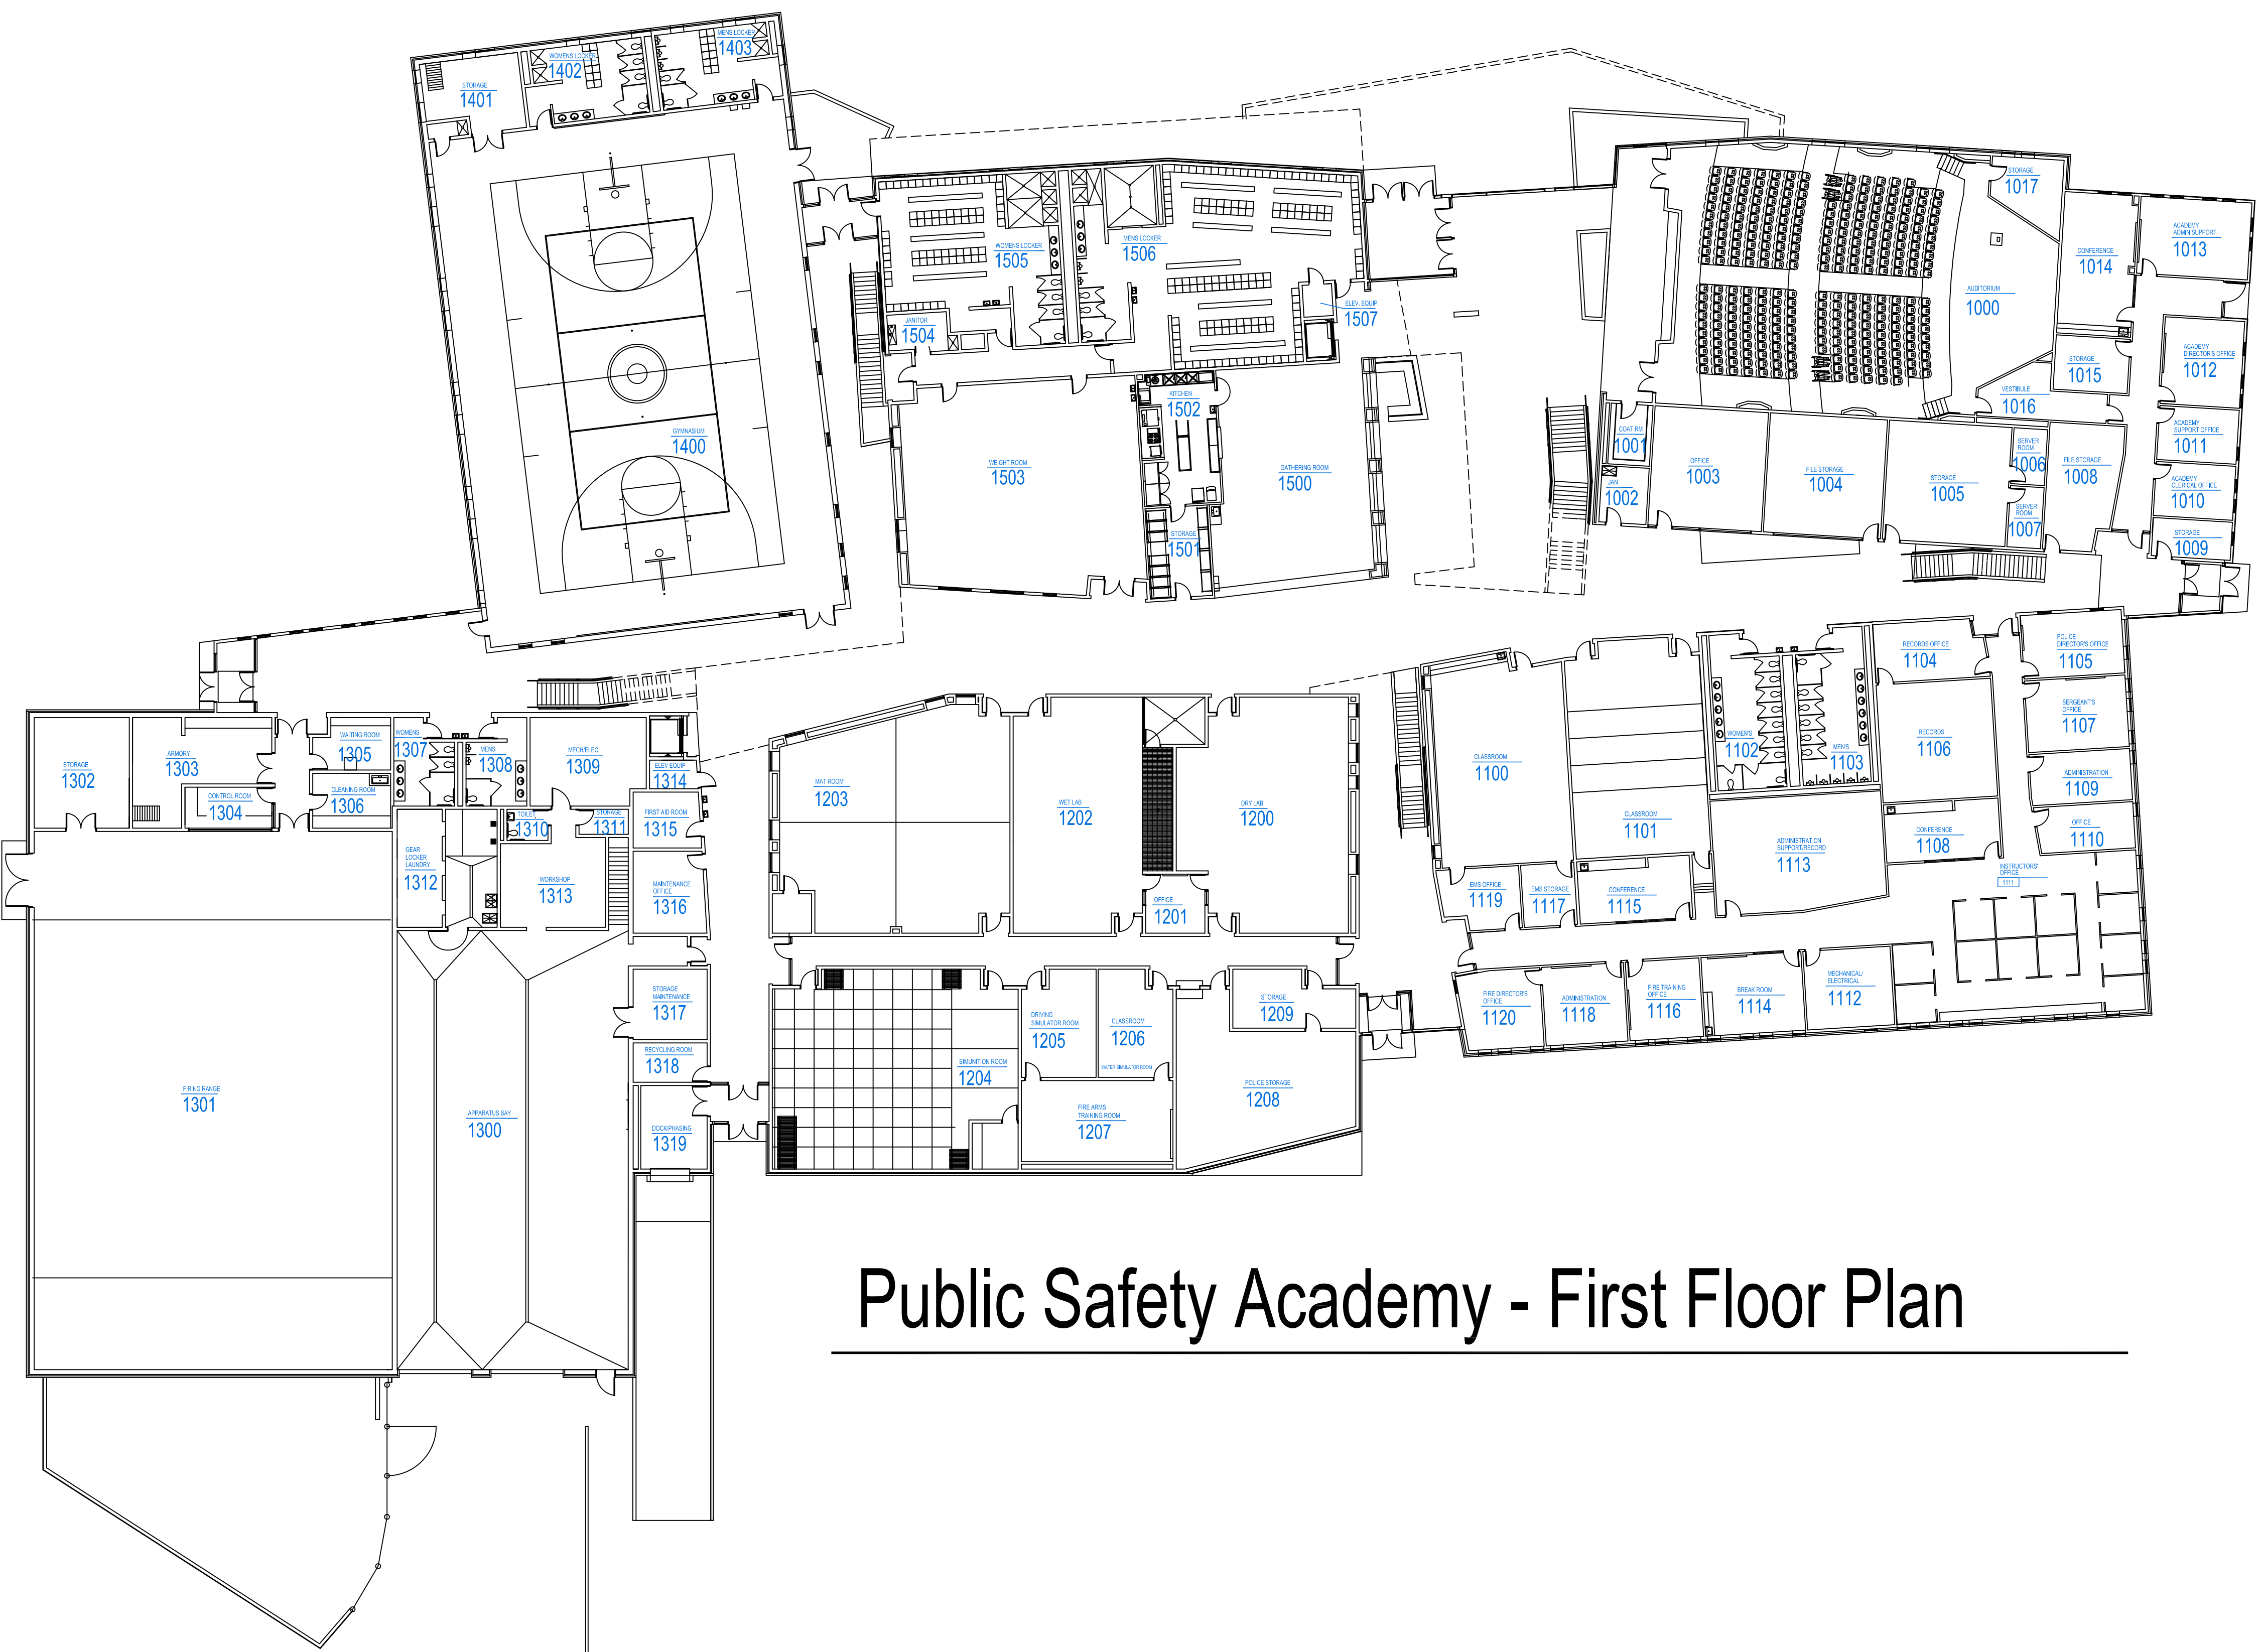 MENS LOCKER
1403
WOMENS LOCKER
1402
STORAGE
1401
STORAGE
1017
ACADEMY
ADMIN SUPPORT
1013
CONFERENCE
1014
WOMENS LOCKER
1505
MENS LOCKER
1506
AUDITORIUM
1000
ELEV. EQUIP.
1507
JANITOR
1504
ACADEMY
DIRECTOR'S OFFICE
1012
STORAGE
1015
VESTIBULE
1016
KITCHEN
1502
GYMNASIUM
1400
COAT RM
1001
ACADEMY
SUPPORT OFFICE
1011
SERVER
ROOM
1006
WEIGHT ROOM
1503
GATHERING ROOM
1500
OFFICE
1003
FILE STORAGE
1004
STORAGE
1005
FILE STORAGE
1008
JAN
1002
ACADEMY
CLERICAL OFFICE
1010
SERVER
ROOM
1007
STORAGE
1501
STORAGE
1009
RECORDS OFFICE
1104
POLICE
DIRECTOR'S OFFICE
1105
SERGEANT'S
OFFICE
1107
WOMEN'S
1102
MEN'S
1103
RECORDS
1106
STORAGE
1302
ARMORY
1303
WAITING ROOM
1305
WOMENS
1307
MENS
1308
MECH/ELEC
1309
ELEV EQUIP
1314
CONTROL ROOM
1304
CLEANING ROOM
1306
MAT ROOM
1203
WET LAB
1202
DRY LAB
1200
CLASSROOM
1100
CLASSROOM
1101
ADMINISTRATION
1109
OFFICE
1110
TOILET
1310
STORAGE
1311
FIRST AID ROOM
1315
CONFERENCE
1108
ADMINISTRATION
SUPPORT/RECORD
1113
INSTRUCTORS'
OFFICE
1111
GEAR
LOCKER
LAUNDRY
1312
WORKSHOP
1313
MAINTENANCE
OFFICE
1316
OFFICE
1201
EMS OFFICE
1119
EMS STORAGE
1117
CONFERENCE
1115
STORAGE
MAINTENANCE
1317
STORAGE
1209
FIRE DIRECTOR'S
OFFICE
1120
ADMINISTRATION
1118
FIRE TRAINING
OFFICE
1116
BREAK ROOM
1114
MECHANICAL/
ELECTRICAL
1112
DRIVING
SIMULATOR ROOM
1205
CLASSROOM
1206
WATER SIMULATOR ROOM
RECYCLING ROOM
1318
SIMUNITION ROOM
1204
POLICE STORAGE
1208
FIRING RANGE
1301
APPARATUS BAY
1300
FIRE ARMS
TRAINING ROOM
1207
DOCK/PHASING
1319
Public Safety Academy - First Floor Plan